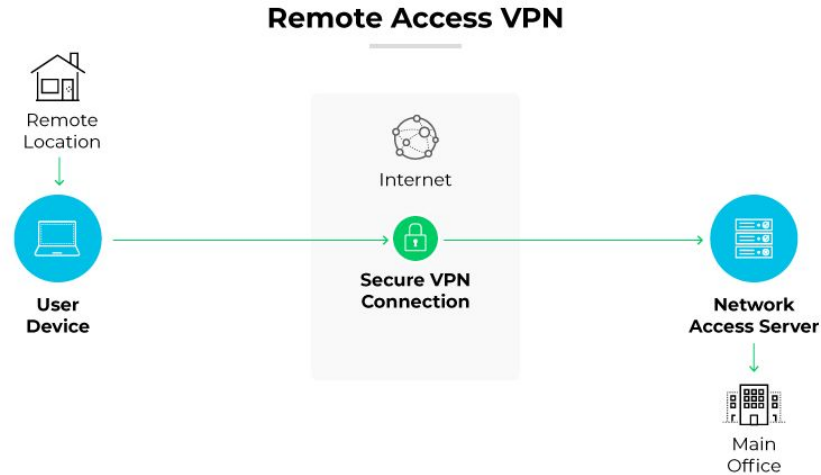 Remote Access VPN
Remote
Location
Internet
User
Device
Secure VPN
Connection
Network
Access Server
Main
Office